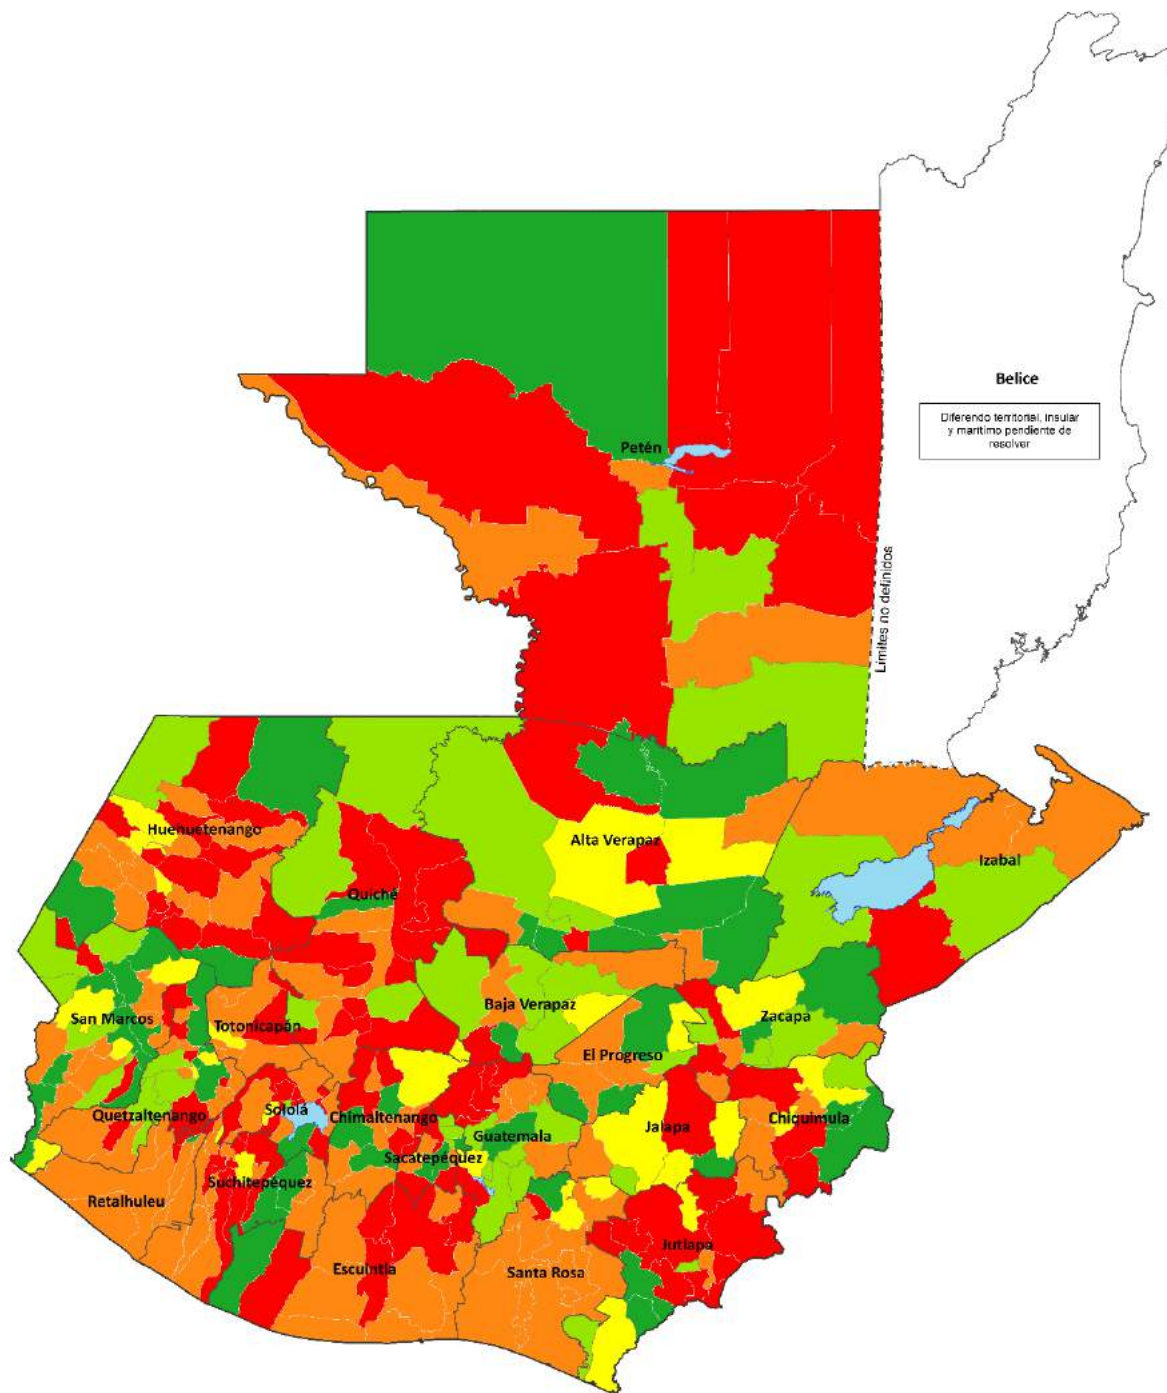 Belice
Diferendo territorial, insular
y marítimo pendiente de
resolver
Petén
Límites no definidos
Huehuetenango
Alta Verapaz
Izabal
Quiché
Baja Verapaz
San Marcos
Totonicapán
Zacapa
El Progreso
Quetzaltenango
Sololá
Chimaltenango
Guatemala
Jalapa
Chiquimula
Sacatepéquez
Suchitepéquez
Retalhuleu
Jutiapa
Escuintla
Santa Rosa